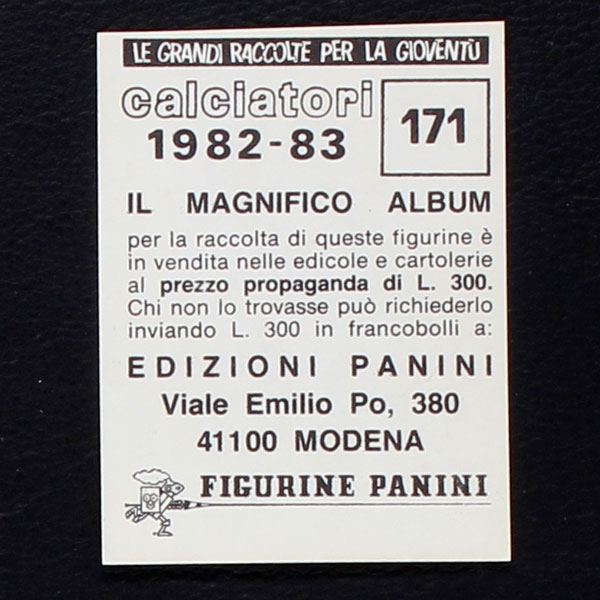 LE GRANDI RACCOLTE PER LA GIOVENTÙ
calciatori
1982-83
171
IL MAGNIFICO ALBUM
per la raccolta di queste figurine è
in vendita nelle edicole e cartolerie
al prezzo propaganda di L. 300.
Chi non lo trovasse può richiederlo
inviando L. 300 in francobolli a:
EDIZIONI PANINI
Viale Emilio Po, 380
41100 MODENA
FIGURINE PANINI